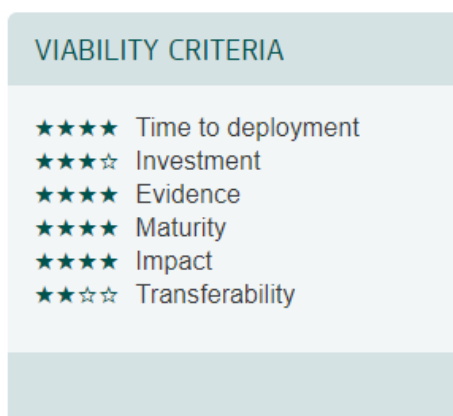 VIABILITY CRITERIA
★★★★ Time to deployment
★★★☆ Investment
★★★★ Evidence
★★★★ Maturity
★★★★ Impact
★★☆☆ Transferability